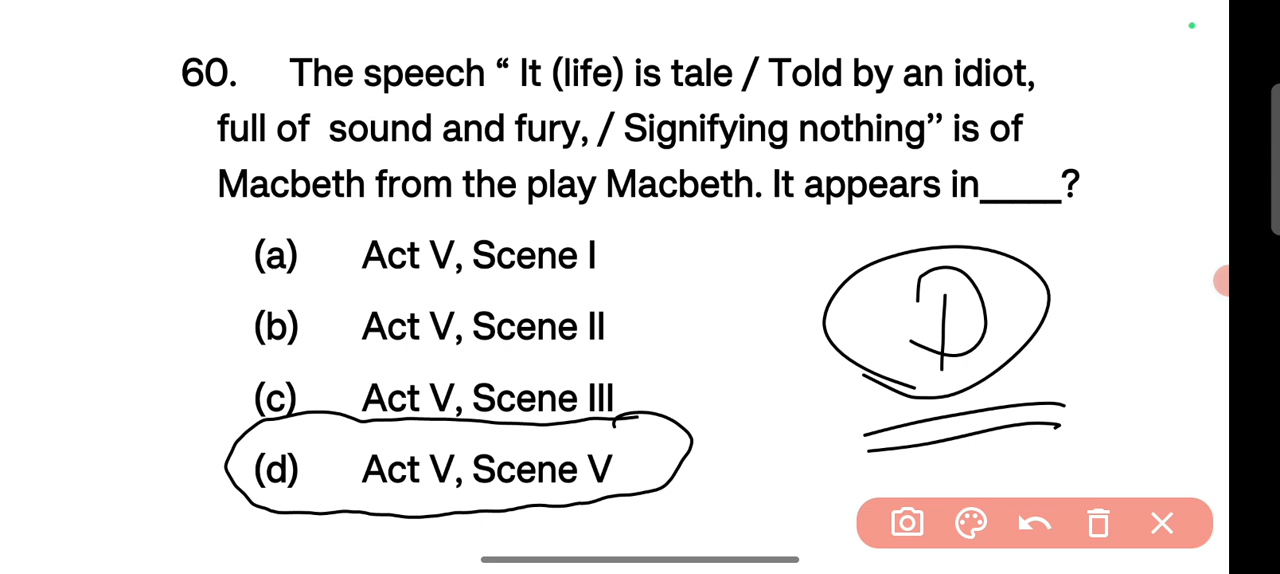 60. The speech “ It (life) is tale / Told by an idiot,
full of sound and fury, / Signifying nothing” is of
Macbeth from the play Macbeth. It appears in____?
(a) Act V, Scene I
(b) Act V, Scene II
(c) Act V, Scene III
(d) Act V, Scene V
D